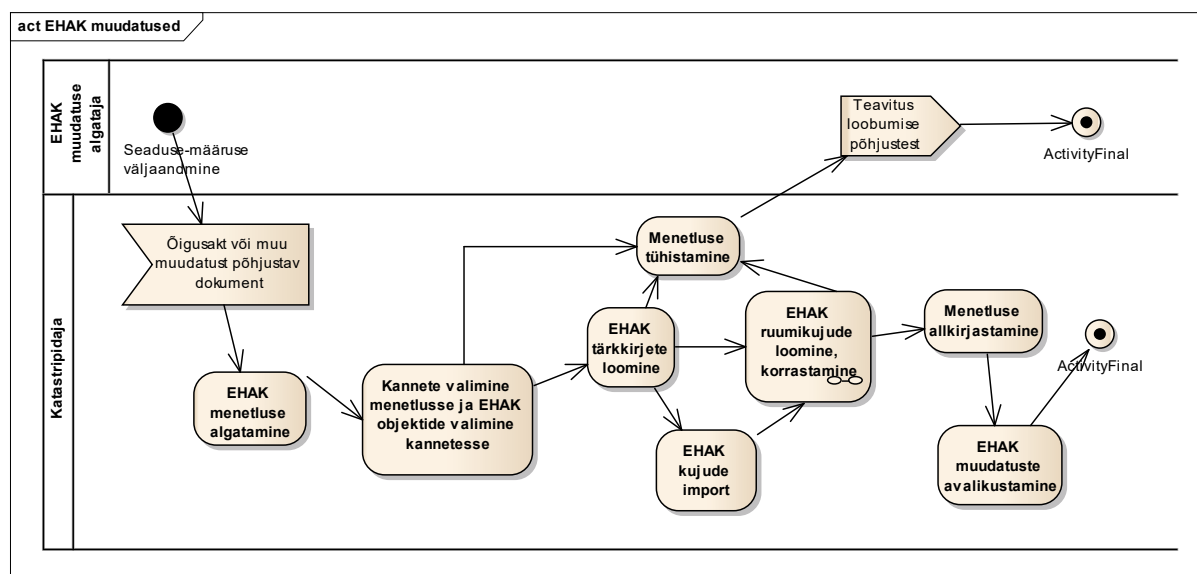 act EHAK muudatused
EHAK
muudatuse
algataja
Seaduse-määruse
väljaandmine
Teavitus
loobumise
põhjustest
ActivityFinal
Katastripidaja
Õigusakt või muu
muudatust põhjustav
dokument
EHAK
menetluse
algatamine
Kannete valimine
menetlusse ja EHAK
objektide valimine
kannetesse
Menetluse
tühistamine
EHAK
tärkkirjete
loomine
EHAK
kujude
import
EHAK
ruumikujude
loomine,
korrastamine
Menetluse
allkirjastamine
ActivityFinal
EHAK
muudatuste
avalikustamine